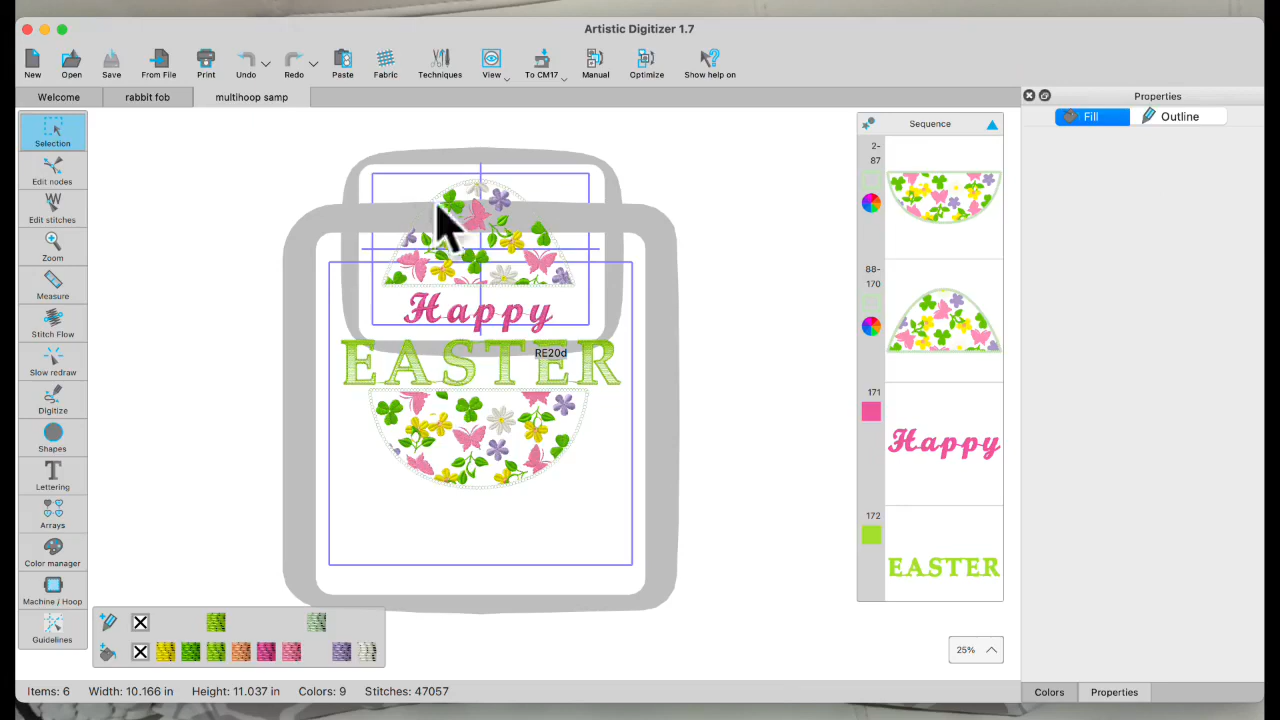 Artistic Digitizer 1.7
New Open Save From File Print Undo Redo Paste Fabric Techniques View To CM17 Manual Optimize Show help on
Welcome rabbit fob multihoop samp
Properties
Fill Outline
Selection
Edit nodes
Edit stitches
Zoom
Measure
Stitch Flow
Slow redraw
Digitize
Shapes
Lettering
Arrays
Color manager
Machine / Hoop
Guidelines
Happy
RE20d
EASTER
Sequence
2-
87
88-
170
171
Happy
172
EASTER
25%
Items: 6 Width: 10.166 in Height: 11.037 in Colors: 9 Stitches: 47057
Colors Properties